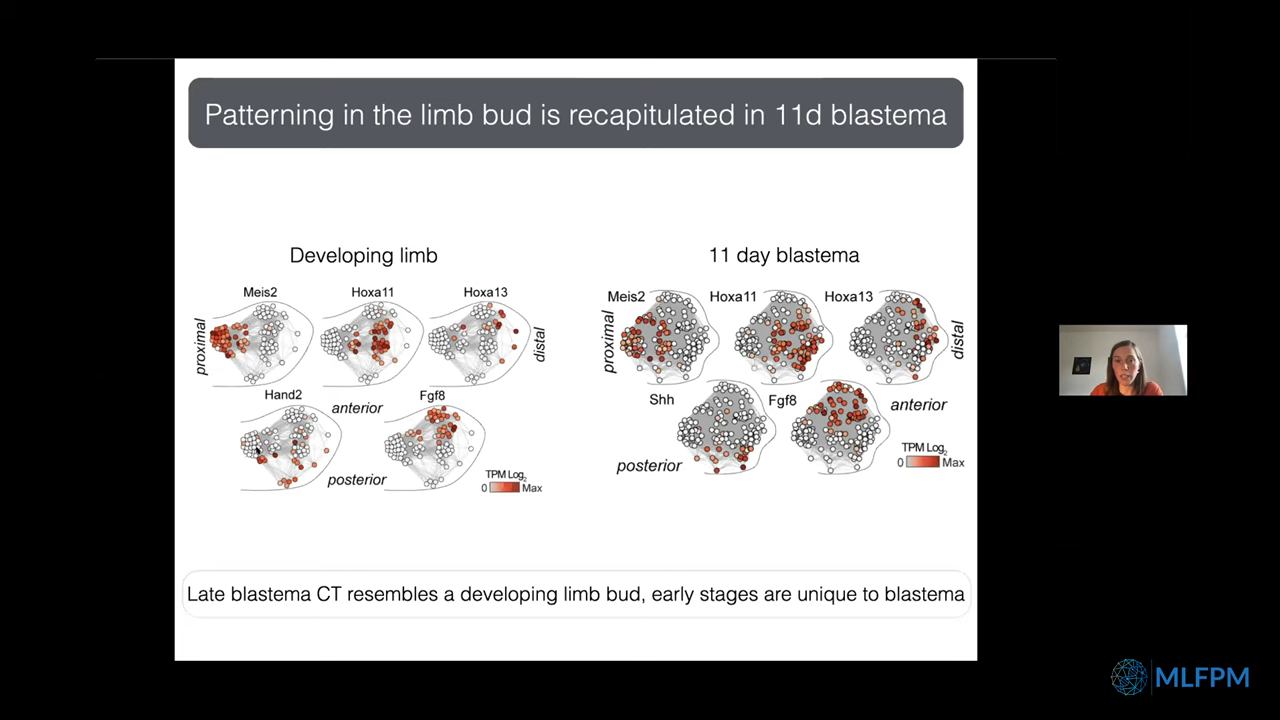 Patterning in the limb bud is recapitulated in 11d blastema
Developing limb
Meis2 Hoxa11 Hoxa13
proximal
distal
Hand2 anterior Fgf8
posterior
TPM Log2
0 Max
11 day blastema
Meis2 Hoxa11 Hoxa13
proximal
distal
Shh Fgf8 anterior
posterior
TPM Log2
0 Max
Late blastema CT resembles a developing limb bud, early stages are unique to blastema
MLFPM